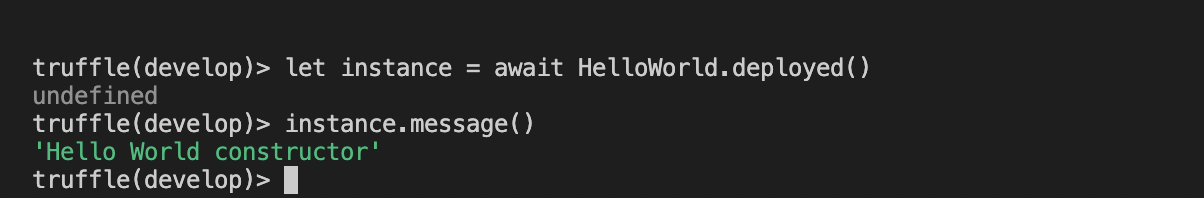 truffle(develop)> let instance = await HelloWorld.deployed()
undefined
truffle(develop)> instance.message()
'Hello World constructor'
truffle(develop)>